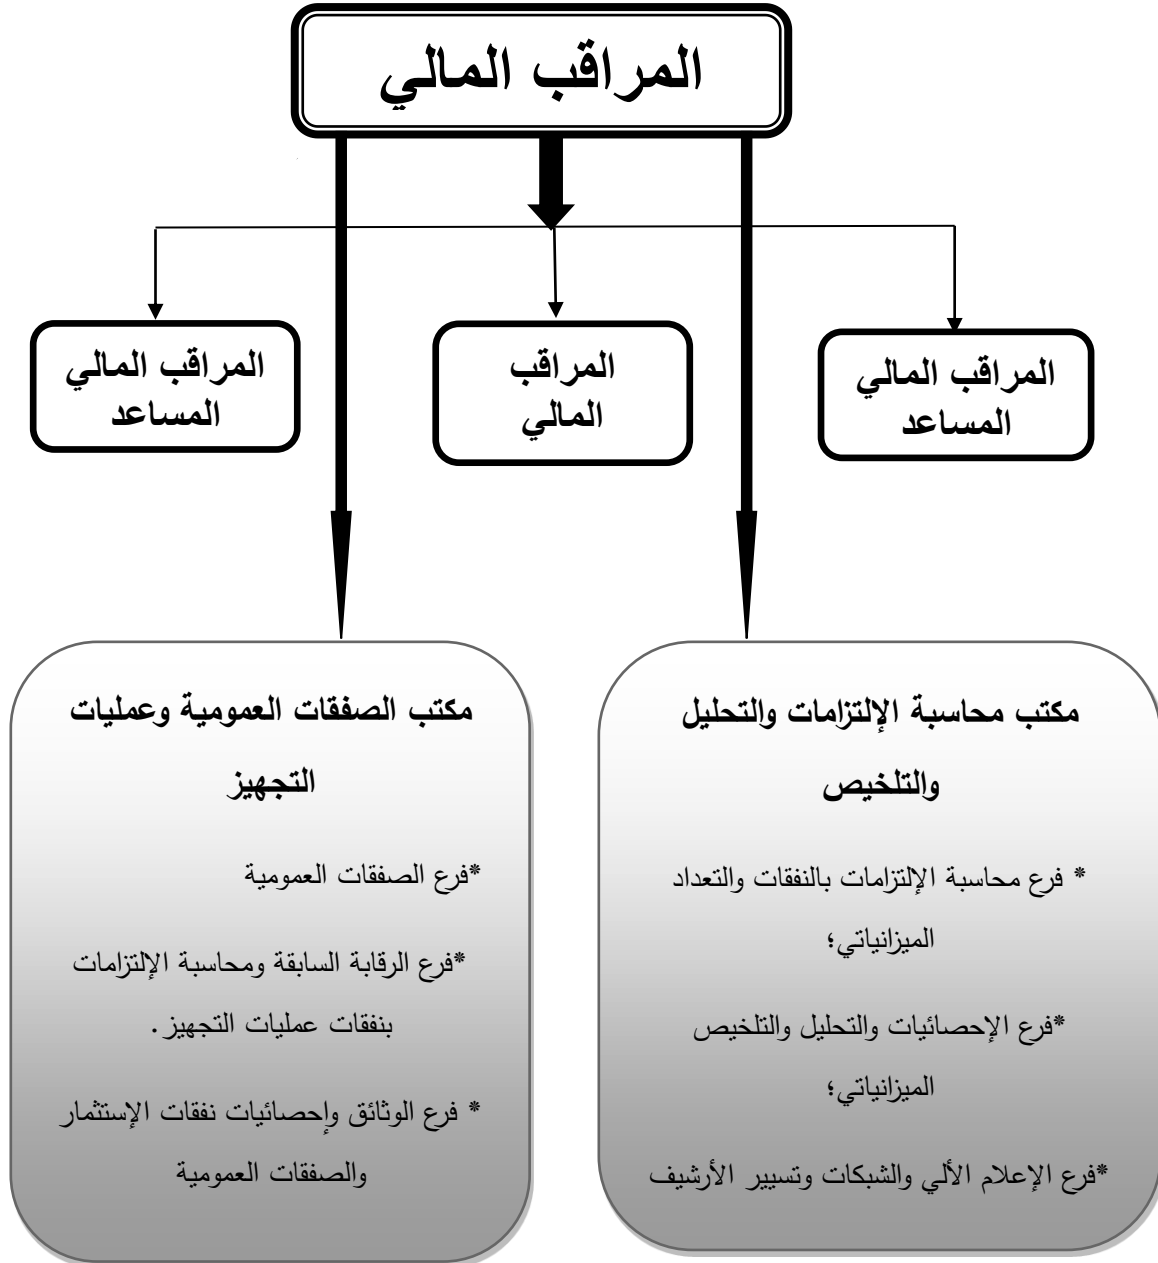 المراقب المالي
المراقب المالي
المساعد
المراقب
المالي
المراقب المالي
المساعد
مكتب محاسبة الإلتزامات والتحليل
والتلخيص
* فرع محاسبة الإلتزامات بالنفقات والتعداد
الميزانياتي؛
*فرع الإحصائيات والتحليل والتلخيص
الميزانياتي؛
*فرع الإعلام الألي والشبكات وتسيير الأرشيف
مكتب الصفقات العمومية وعمليات
التجهيز
*فرع الصفقات العمومية
*فرع الرقابة السابقة ومحاسبة الإلتزامات
بنفقات عمليات التجهيز.
* فرع الوثائق وإحصائيات نفقات الإستثمار
والصفقات العمومية